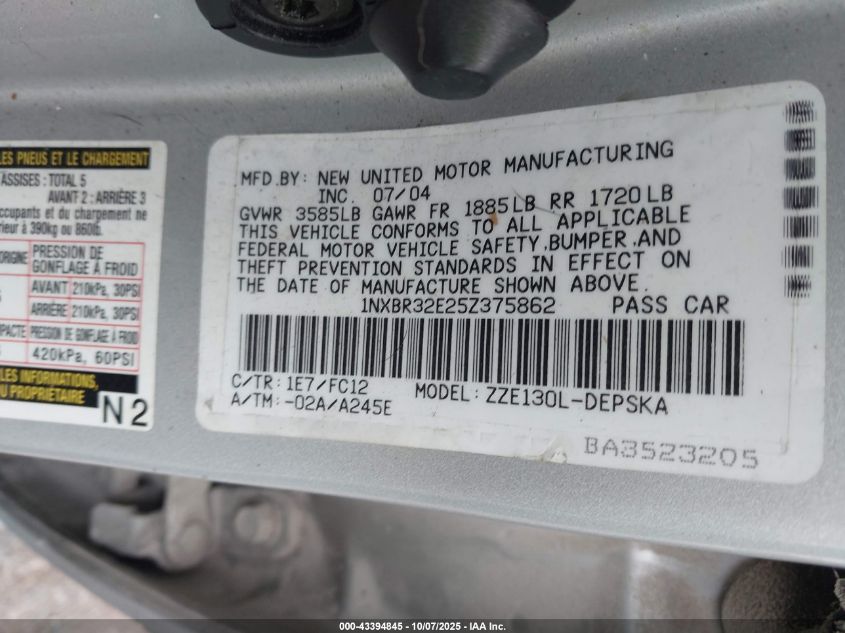 LES PNEUS ET LE CHARGEMENT
ASSISES : TOTAL 5
AVANT 2 : ARRIÈRE 3
occupants et du chargement ne
rieur à 390kg ou 860lb.
ORIGINE PRESSION DE GONFLAGE À FROID
AVANT 210kPa, 30PSI
ARRIÈRE 210kPa, 30PSI
MPACTE PRESSION DE GONFLAGE À FROID
420kPa, 60PSI
LES INFORMATIONS,
DU PROPRIÉTAIRE
N2
MFD.BY: NEW UNITED MOTOR MANUFACTURING
INC. 07/04
GVWR 3585LB GAWR FR 1885LB RR 1720LB
THIS VEHICLE CONFORMS TO ALL APPLICABLE
FEDERAL MOTOR VEHICLE SAFETY,BUMPER,AND
THEFT PREVENTION STANDARDS IN EFFECT ON
THE DATE OF MANUFACTURE SHOWN ABOVE.
1NXBR32E25Z375862 PASS CAR
C/TR: 1E7/FC12 MODEL: ZZE130L-DEPSKA
A/TM: -02A/A245E
BA3523205
000-43394845 - 10/07/2025 - IAA Inc.